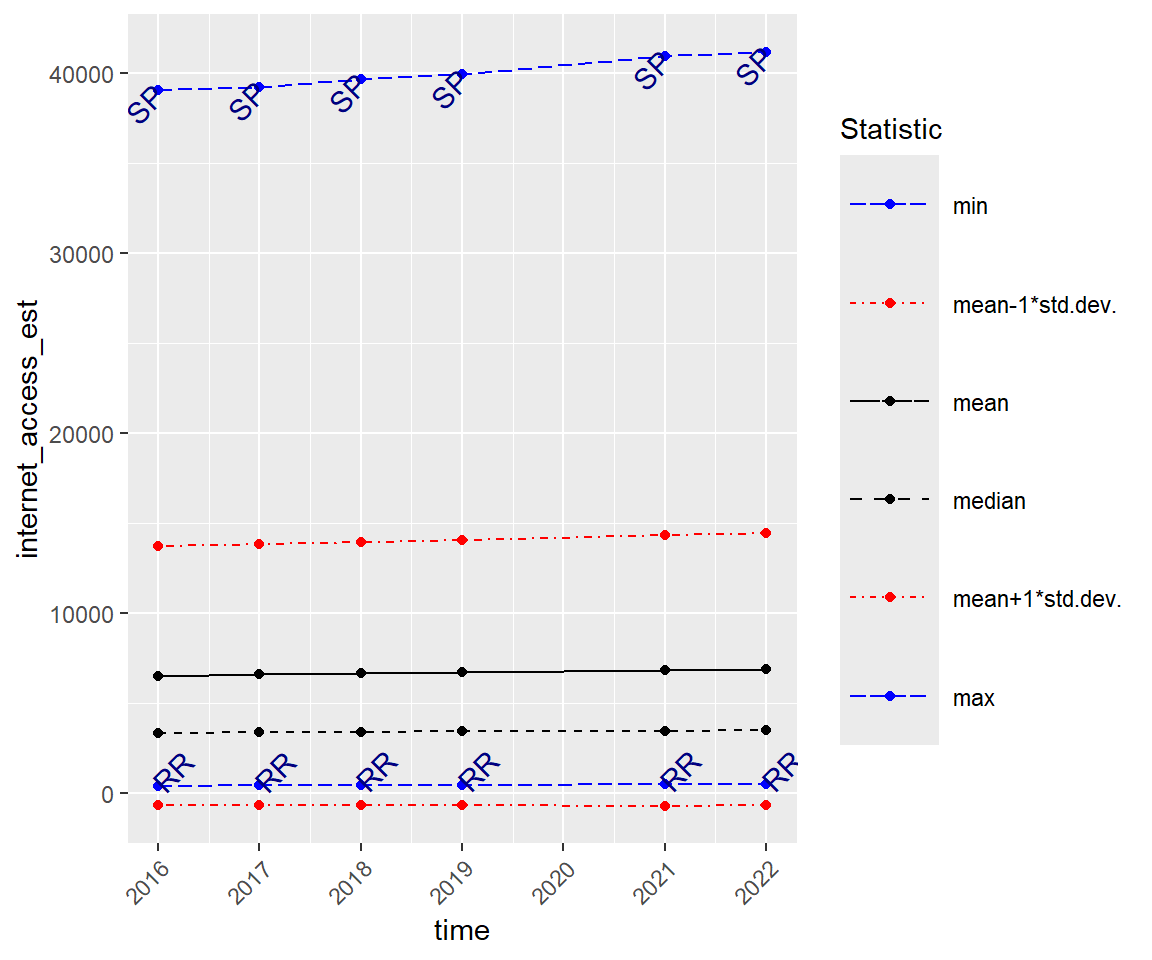 internet_access_est
40000
30000
20000
10000
0
SP SP SP SP SP SP
RR RR RR RR RR RR
2016 2017 2018 2019 2020 2021 2022
time
Statistic
min
mean-1*std.dev.
mean
median
mean+1*std.dev.
max